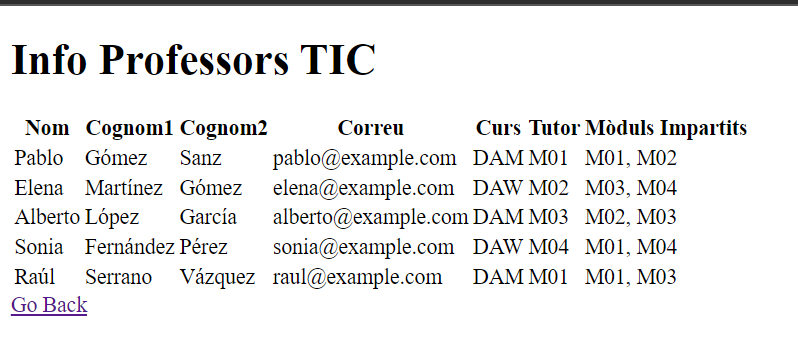 Info Professors TIC
Nom Cognom1 Cognom2 Correu Curs Tutor Mòduls Impartits
Pablo Gómez Sanz pablo@example.com DAM M01 M01, M02
Elena Martínez Gómez elena@example.com DAW M02 M03, M04
Alberto López García alberto@example.com DAM M03 M02, M03
Sonia Fernández Pérez sonia@example.com DAW M04 M01, M04
Raúl Serrano Vázquez raul@example.com DAM M01 M01, M03
Go Back